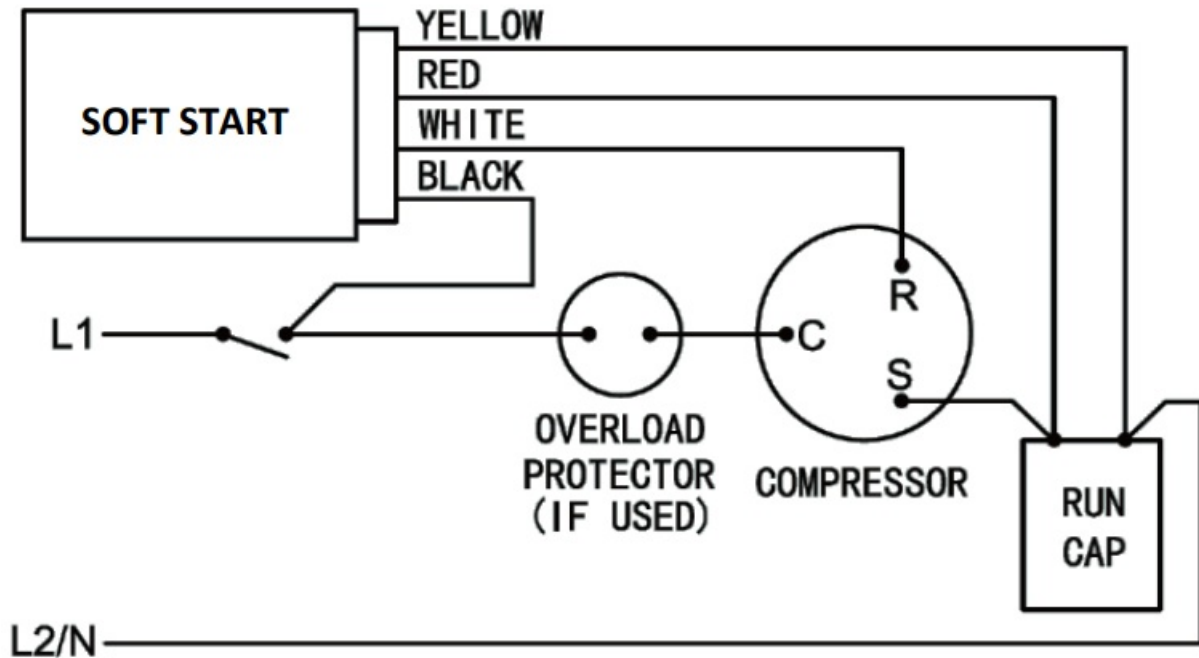 YELLOW
RED
SOFT START
WHITE
BLACK
R
L1
C
S
OVERLOAD
PROTECTOR
(IF USED)
COMPRESSOR
RUN
CAP
L2/N